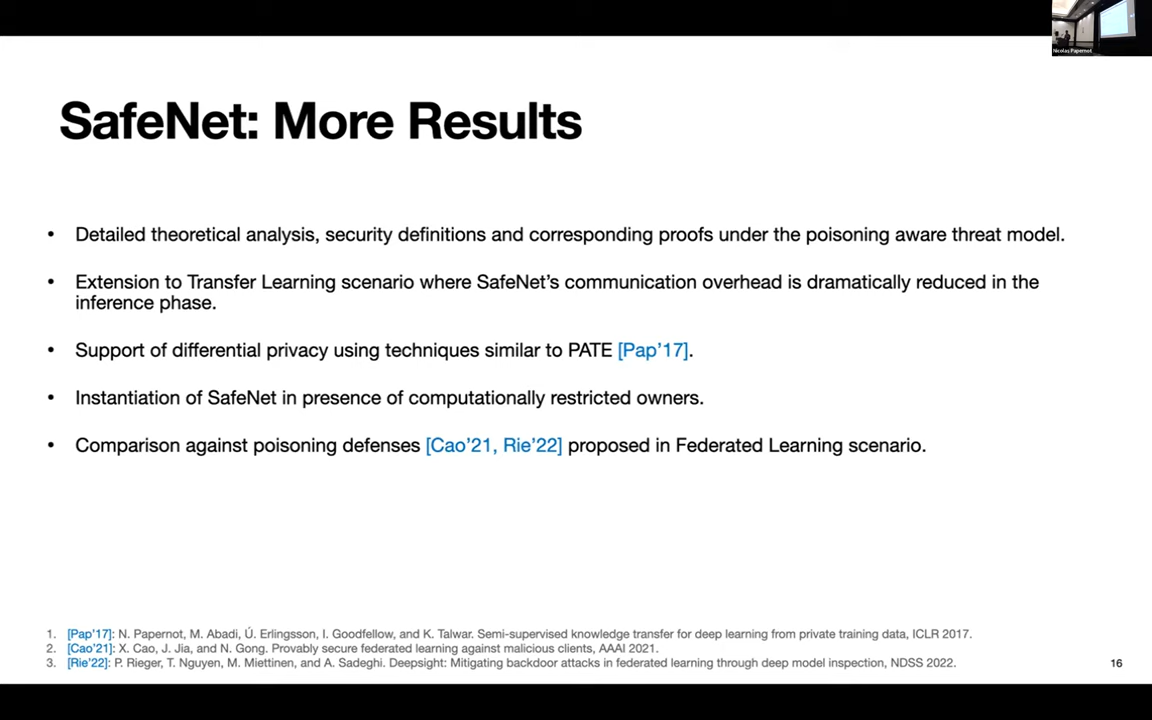 Nicolas Papernot
SafeNet: More Results
• Detailed theoretical analysis, security definitions and corresponding proofs under the poisoning aware threat model.
• Extension to Transfer Learning scenario where SafeNet's communication overhead is dramatically reduced in the
inference phase.
• Support of differential privacy using techniques similar to PATE [Pap'17].
• Instantiation of SafeNet in presence of computationally restricted owners.
• Comparison against poisoning defenses [Cao'21, Rie'22] proposed in Federated Learning scenario.
1. [Pap'17]: N. Papernot, M. Abadi, Ú. Erlingsson, I. Goodfellow, and K. Talwar. Semi-supervised knowledge transfer for deep learning from private training data, ICLR 2017.
2. [Cao'21]: X. Cao, J. Jia, and N. Gong. Provably secure federated learning against malicious clients, AAAI 2021.
3. [Rie'22]: P. Rieger, T. Nguyen, M. Miettinen, and A. Sadeghi. Deepsight: Mitigating backdoor attacks in federated learning through deep model inspection, NDSS 2022.
16